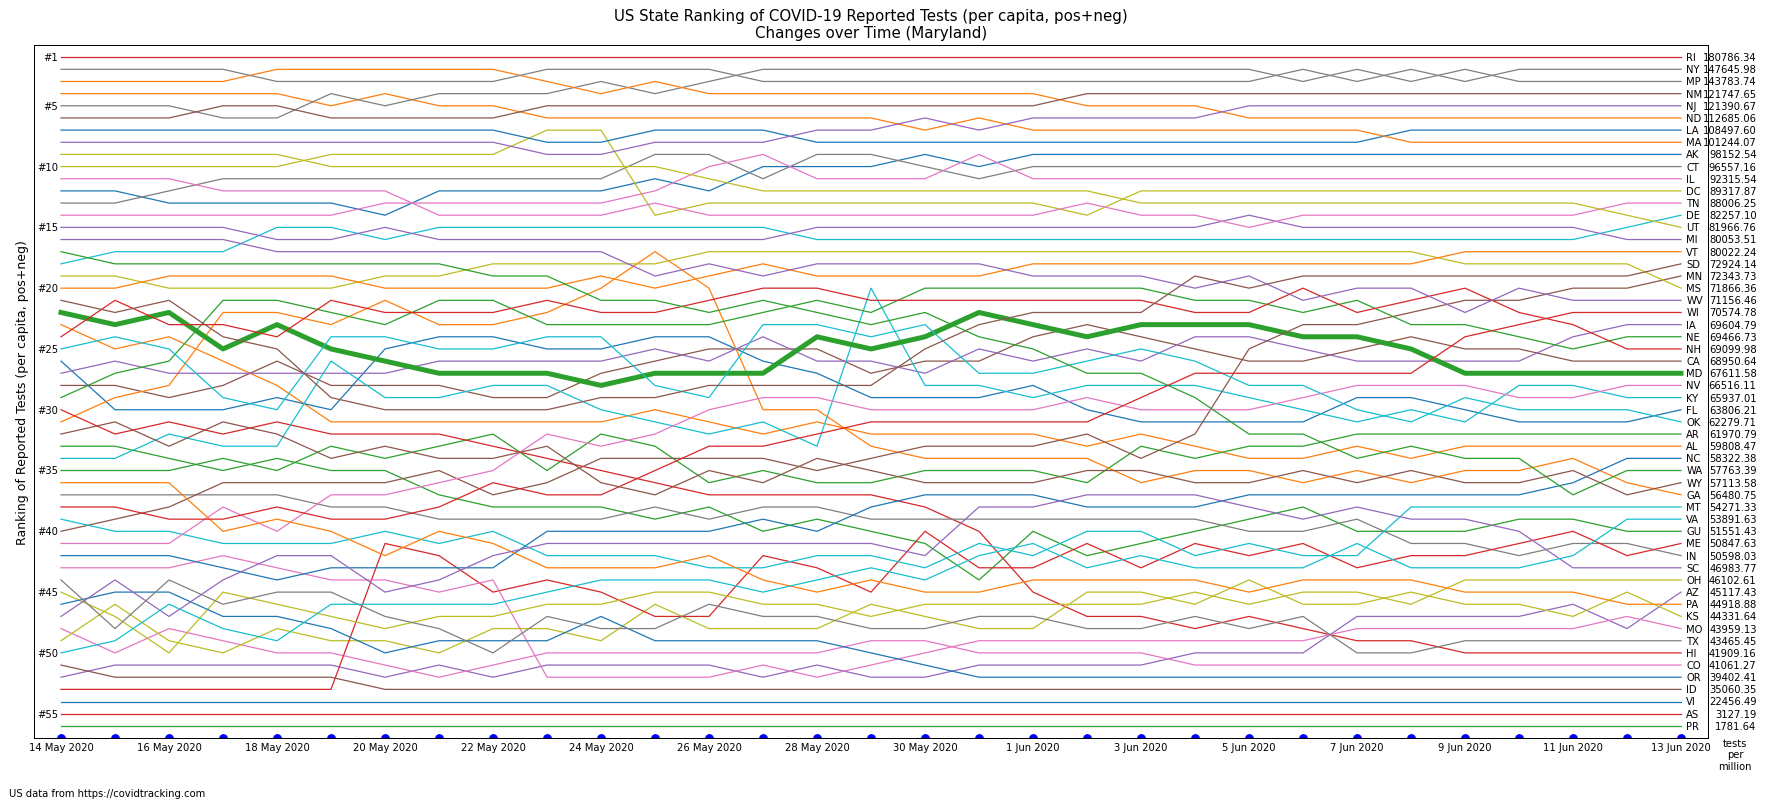 US State Ranking of COVID-19 Reported Tests (per capita, pos+neg)
Changes over Time (Maryland)
Ranking of Reported Tests (per capita, pos+neg)
#1
#5
#10
#15
#20
#25
#30
#35
#40
#45
#50
#55
RI 180786.34
NY 147645.98
MP 143783.74
NM 121747.65
NJ 121390.67
ND 112685.06
LA 108497.60
MA 101244.07
AK 98152.54
CT 96557.16
IL 92315.54
DC 89317.87
TN 88006.25
DE 82257.10
UT 81966.76
MI 80053.51
VT 80022.24
SD 72924.14
MN 72343.73
MS 71866.36
WV 71156.46
WI 70574.78
IA 69604.79
NE 69466.73
NH 69099.98
CA 68950.64
MD 67611.58
NV 66516.11
KY 65937.01
FL 63806.21
OK 62279.71
AR 61970.79
AL 59808.47
NC 58322.38
WA 57763.39
WY 57113.58
GA 56480.75
MT 54271.33
VA 53891.63
GU 51551.43
ME 50847.63
IN 50598.03
SC 46983.77
OH 46102.61
AZ 45117.43
PA 44918.88
KS 44331.64
MO 43959.13
TX 43465.45
HI 41909.16
CO 41061.27
OR 39402.41
ID 35060.35
VI 22456.49
AS 3127.19
PR 1781.64
14 May 2020
16 May 2020
18 May 2020
20 May 2020
22 May 2020
24 May 2020
26 May 2020
28 May 2020
30 May 2020
1 Jun 2020
3 Jun 2020
5 Jun 2020
7 Jun 2020
9 Jun 2020
11 Jun 2020
13 Jun 2020
tests
per
million
US data from https://covidtracking.com